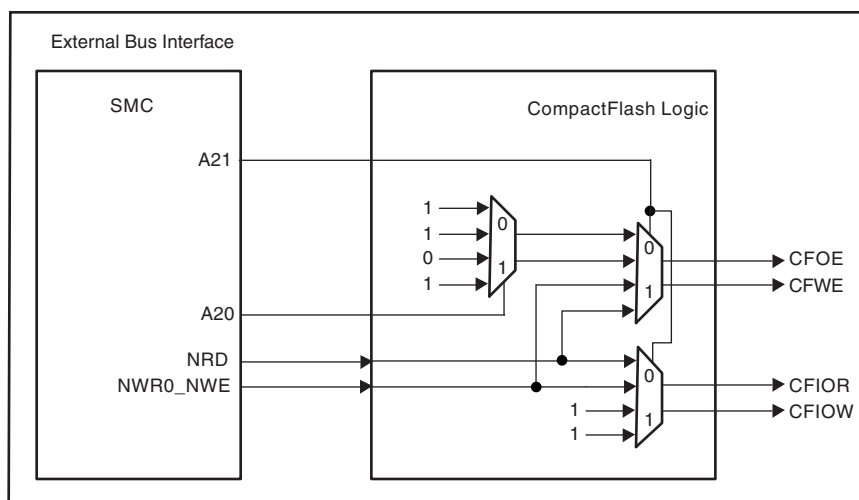 External Bus Interface
SMC
CompactFlash Logic
A21
1
1
0
1
0
1
0
1
CFOE
CFWE
A20
NRD
NWR0_NWE
0
1
1
1
CFIOR
CFIOW